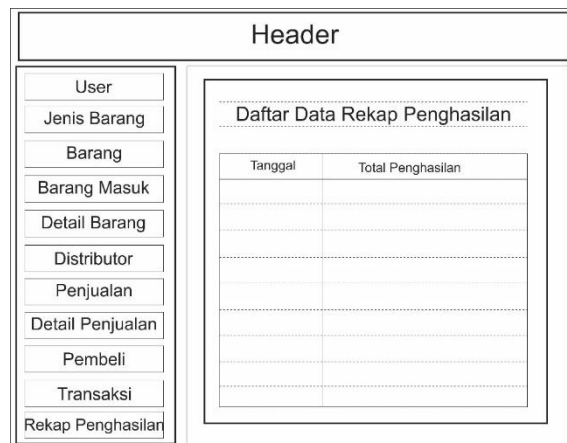 Header
User
Jenis Barang
Barang
Barang Masuk
Detail Barang
Distributor
Penjualan
Detail Penjualan
Pembeli
Transaksi
Rekap Penghasilan
Daftar Data Rekap Penghasilan
Tanggal Total Penghasilan